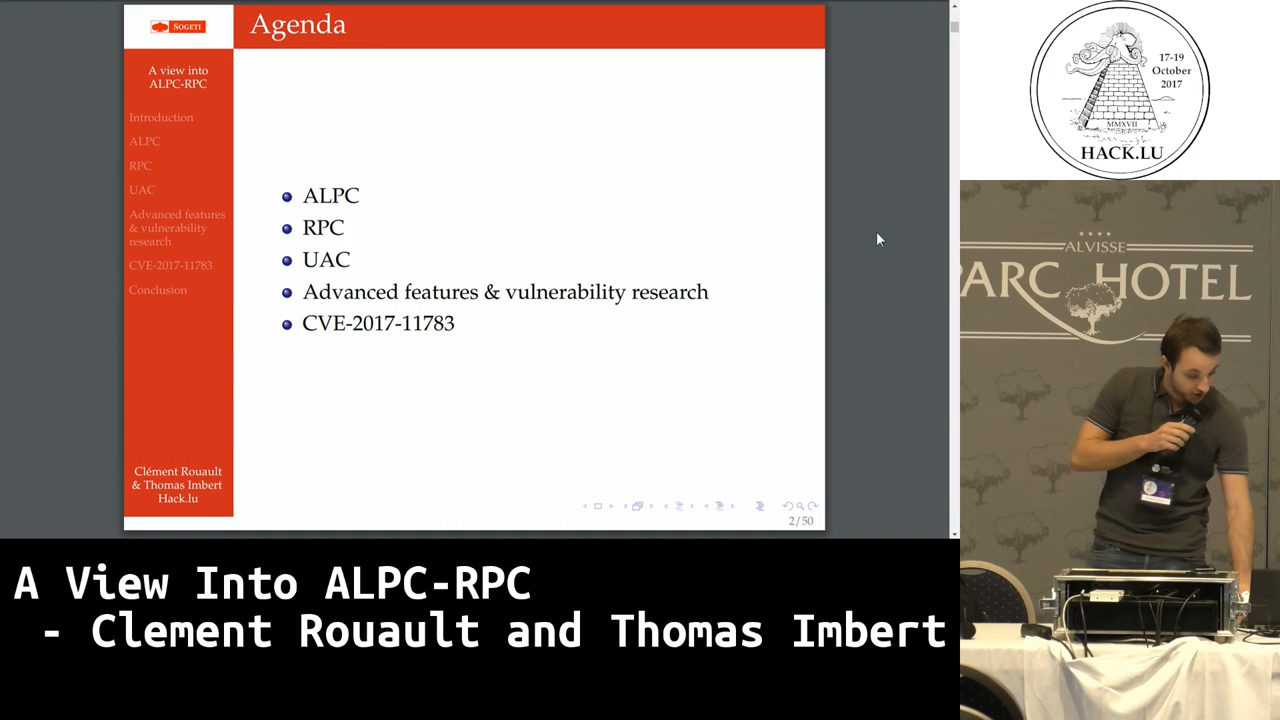 SOGETI
Agenda
A view into
ALPC-RPC
Introduction
ALPC
RPC
UAC
Advanced features
& vulnerability
research
CVE-2017-11783
Conclusion
Clément Rouault
& Thomas Imbert
Hack.lu
ALPC
RPC
UAC
Advanced features & vulnerability research
CVE-2017-11783
2/50
17-19
October
2017
MMXVII
HACK.LU
ALVISSE
PARC HOTEL
A View Into ALPC-RPC
- Clement Rouault and Thomas Imbert